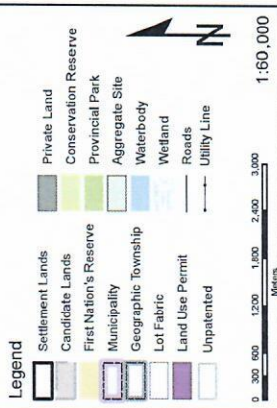 Legend
Settlement Lands
Candidate Lands
First Nation's Reserve
Municipality
Geographic Township
Lot Fabric
Land Use Permit
Unpatented
Private Land
Conservation Reserve
Provincial Park
Aggregate Site
Waterbody
Wetland
Roads
Utility Line
N
0 300 600 1,200 1,800 2,400 3,000
Meters
1:60,000